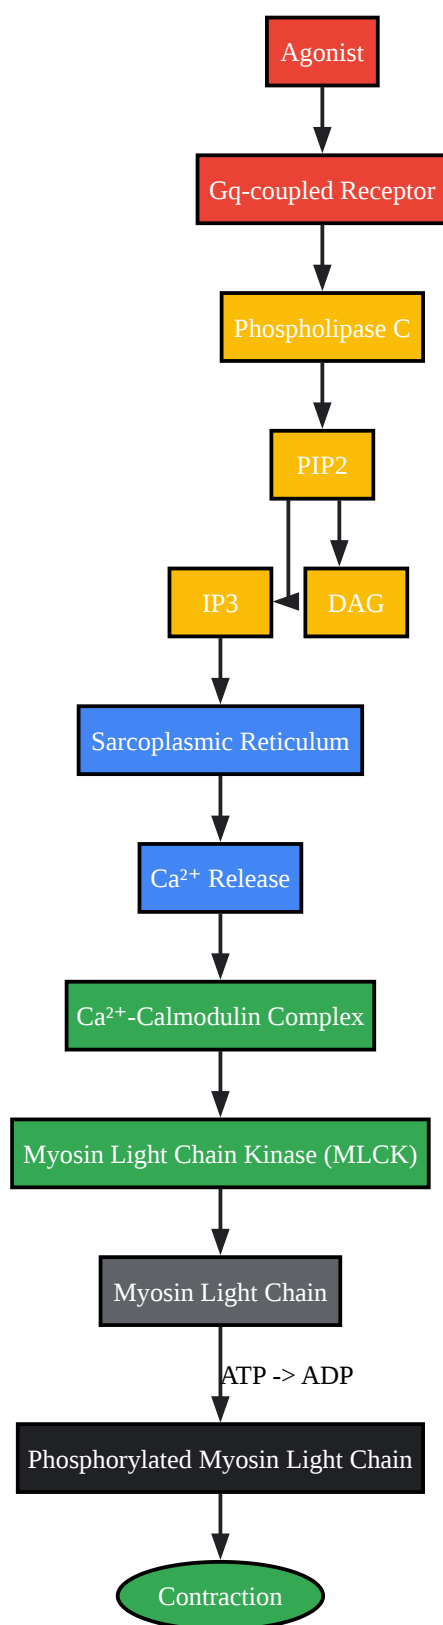 Agonist
Gq-coupled Receptor
Phospholipase C
PIP2
IP3
DAG
Sarcoplasmic Reticulum
Ca²⁺ Release
Ca²⁺-Calmodulin Complex
Myosin Light Chain Kinase (MLCK)
Myosin Light Chain
ATP -> ADP
Phosphorylated Myosin Light Chain
Contraction